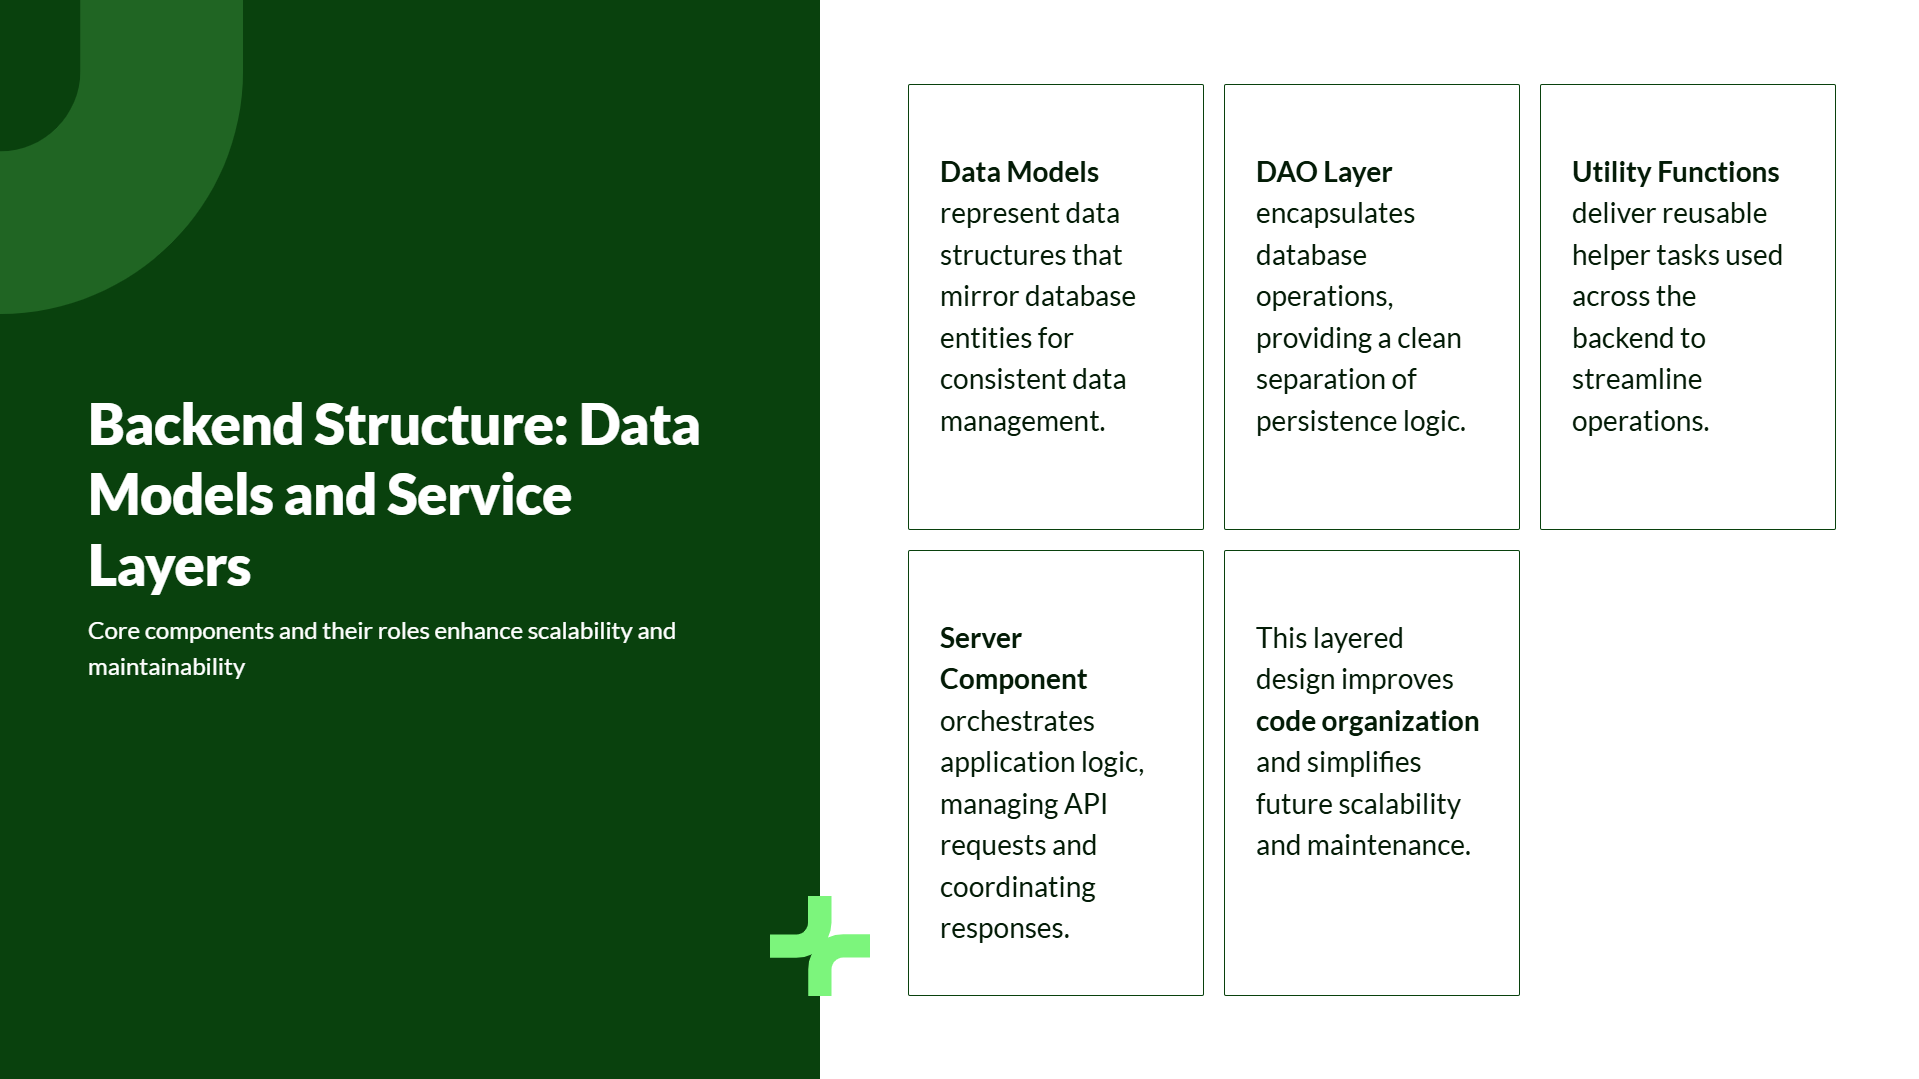 Backend Structure: Data
Models and Service
Layers
Core components and their roles enhance scalability and
maintainability
Data Models
represent data
structures that
mirror database
entities for
consistent data
management.
DAO Layer
encapsulates
database
operations,
providing a clean
separation of
persistence logic.
Utility Functions
deliver reusable
helper tasks used
across the
backend to
streamline
operations.
Server
Component
orchestrates
application logic,
managing API
requests and
coordinating
responses.
This layered
design improves
code organization
and simplifies
future scalability
and maintenance.